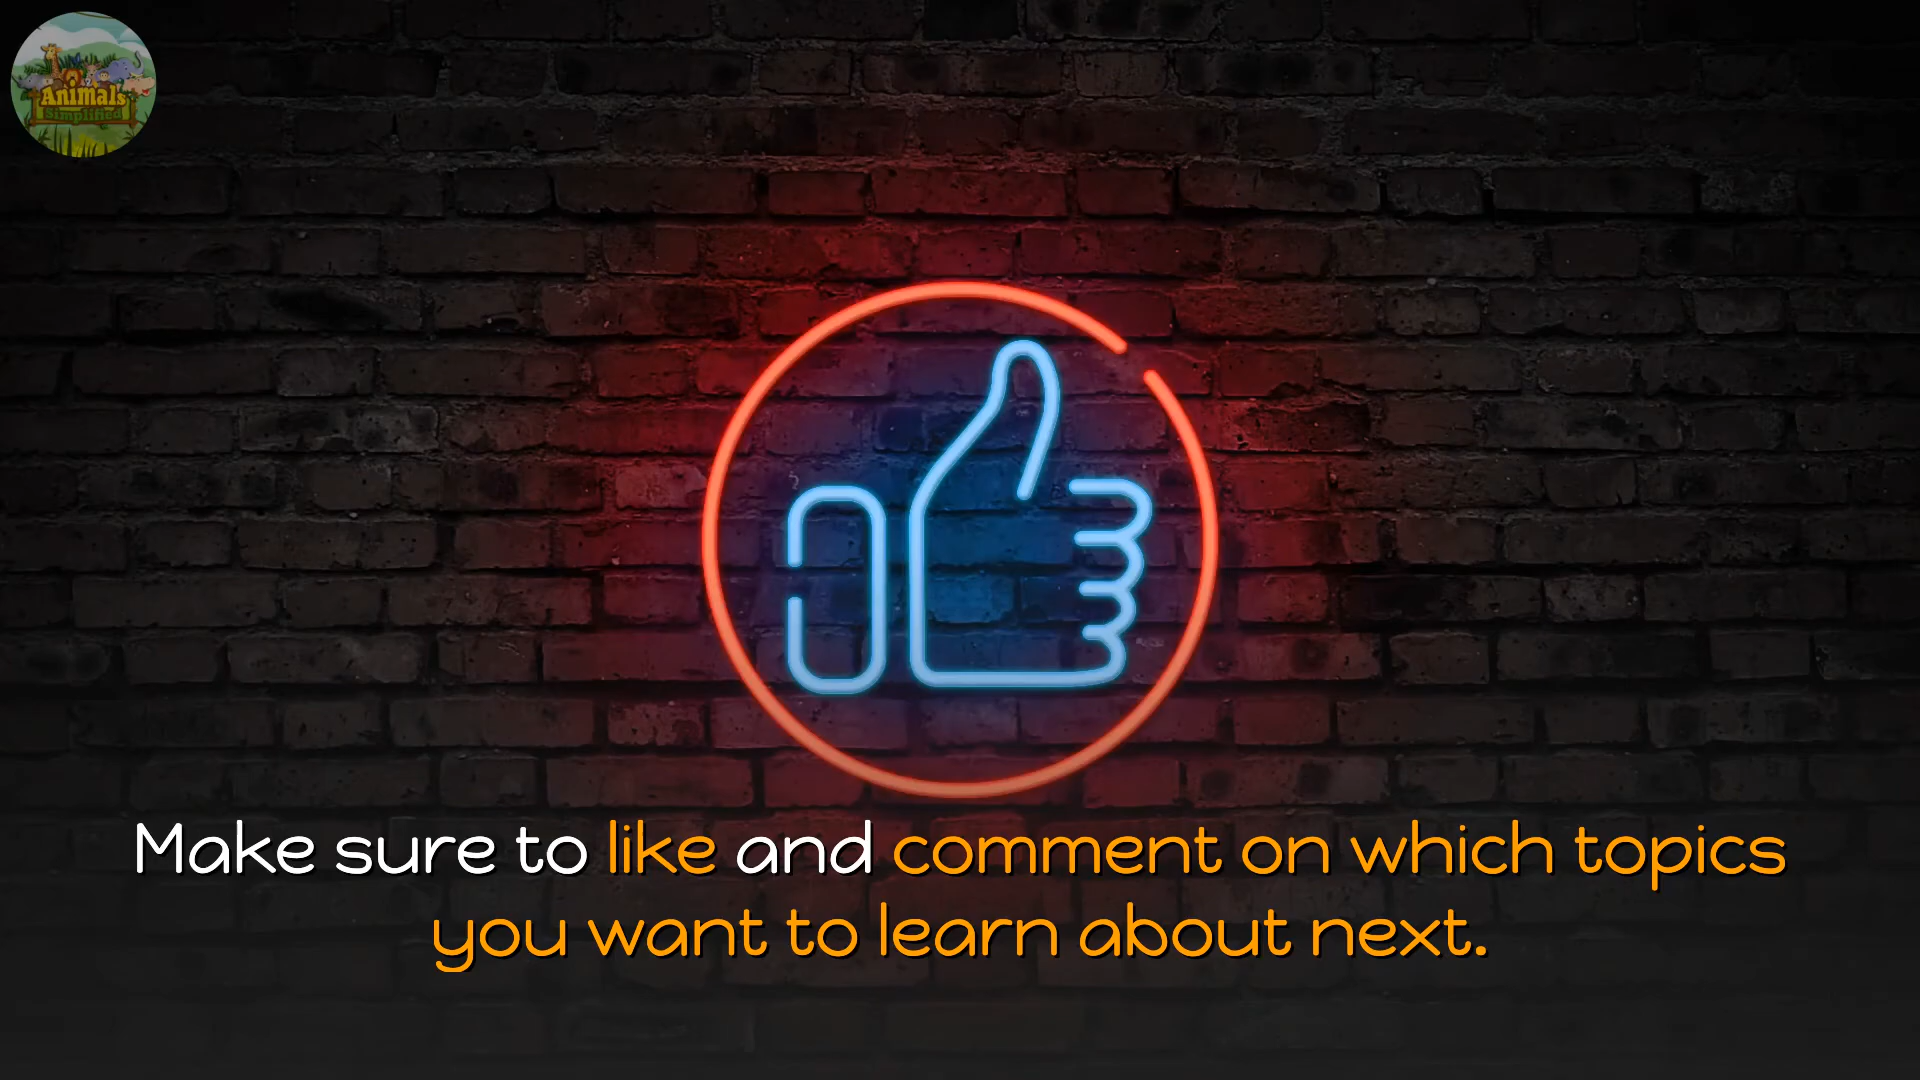 Animals
Simplified
Make sure to like and comment on which topics
you want to learn about next.